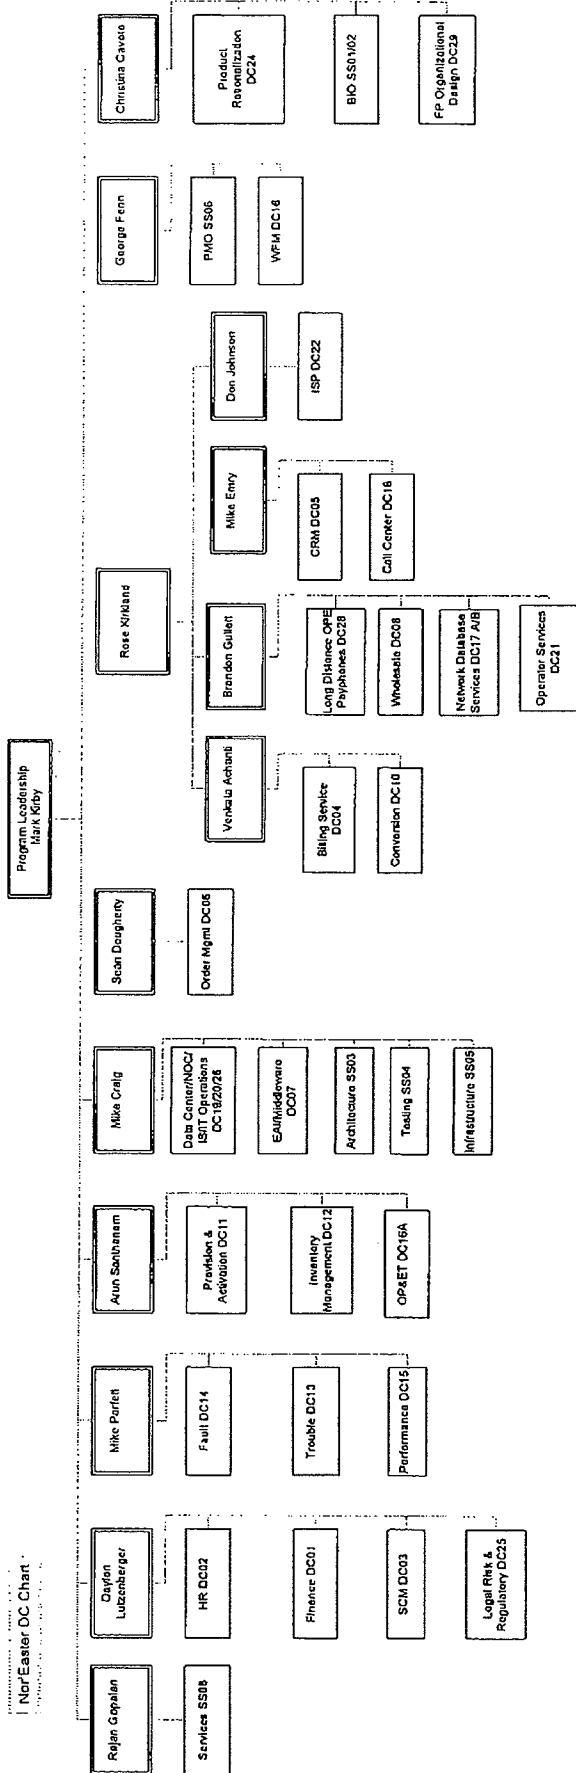 Nor'Easter DC Chart
Program Leadership
Mark Kirby
Rajan Gopalan
Services SS08
Dayton
Lutzenberger
HR DC02
Finance DC01
SCM DC03
Legal Risk &
Regulatory DC25
Mike Parfett
Fault DC14
Trouble DC13
Performance DC15
Arun Santhanam
Provision &
Activation DC11
Inventory
Management DC12
OP&ET DC16A
Mike Craig
Data Center/NOC/
IS/IT Operations
DC19/20/26
EAI/Middleware
DC07
Architecture SS03
Testing SS04
Infrastructure SS05
Sean Dougherty
Order Mgmt DC06
Rose Kirkland
Venkata Achanti
Billing Service
DC04
Conversion DC10
Brandon Gullett
Long Distance OPE
Payphones DC28
Wholesale DC08
Network Database
Services DC17 A/B
Operator Services
DC21
Mike Emry
CRM DC05
Call Center DC18
Don Johnson
ISP DC22
George Fenn
PMO SS06
WFM DC16
Christina Cavoto
Product
Rationalization
DC24
BIO SS01/02
FP Organizational
Design DC29